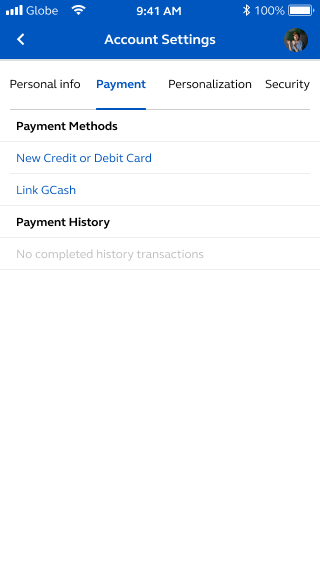 Globe 9:41 AM 100%
Account Settings
Personal info Payment Personalization Security
Payment Methods
New Credit or Debit Card
Link GCash
Payment History
No completed history transactions